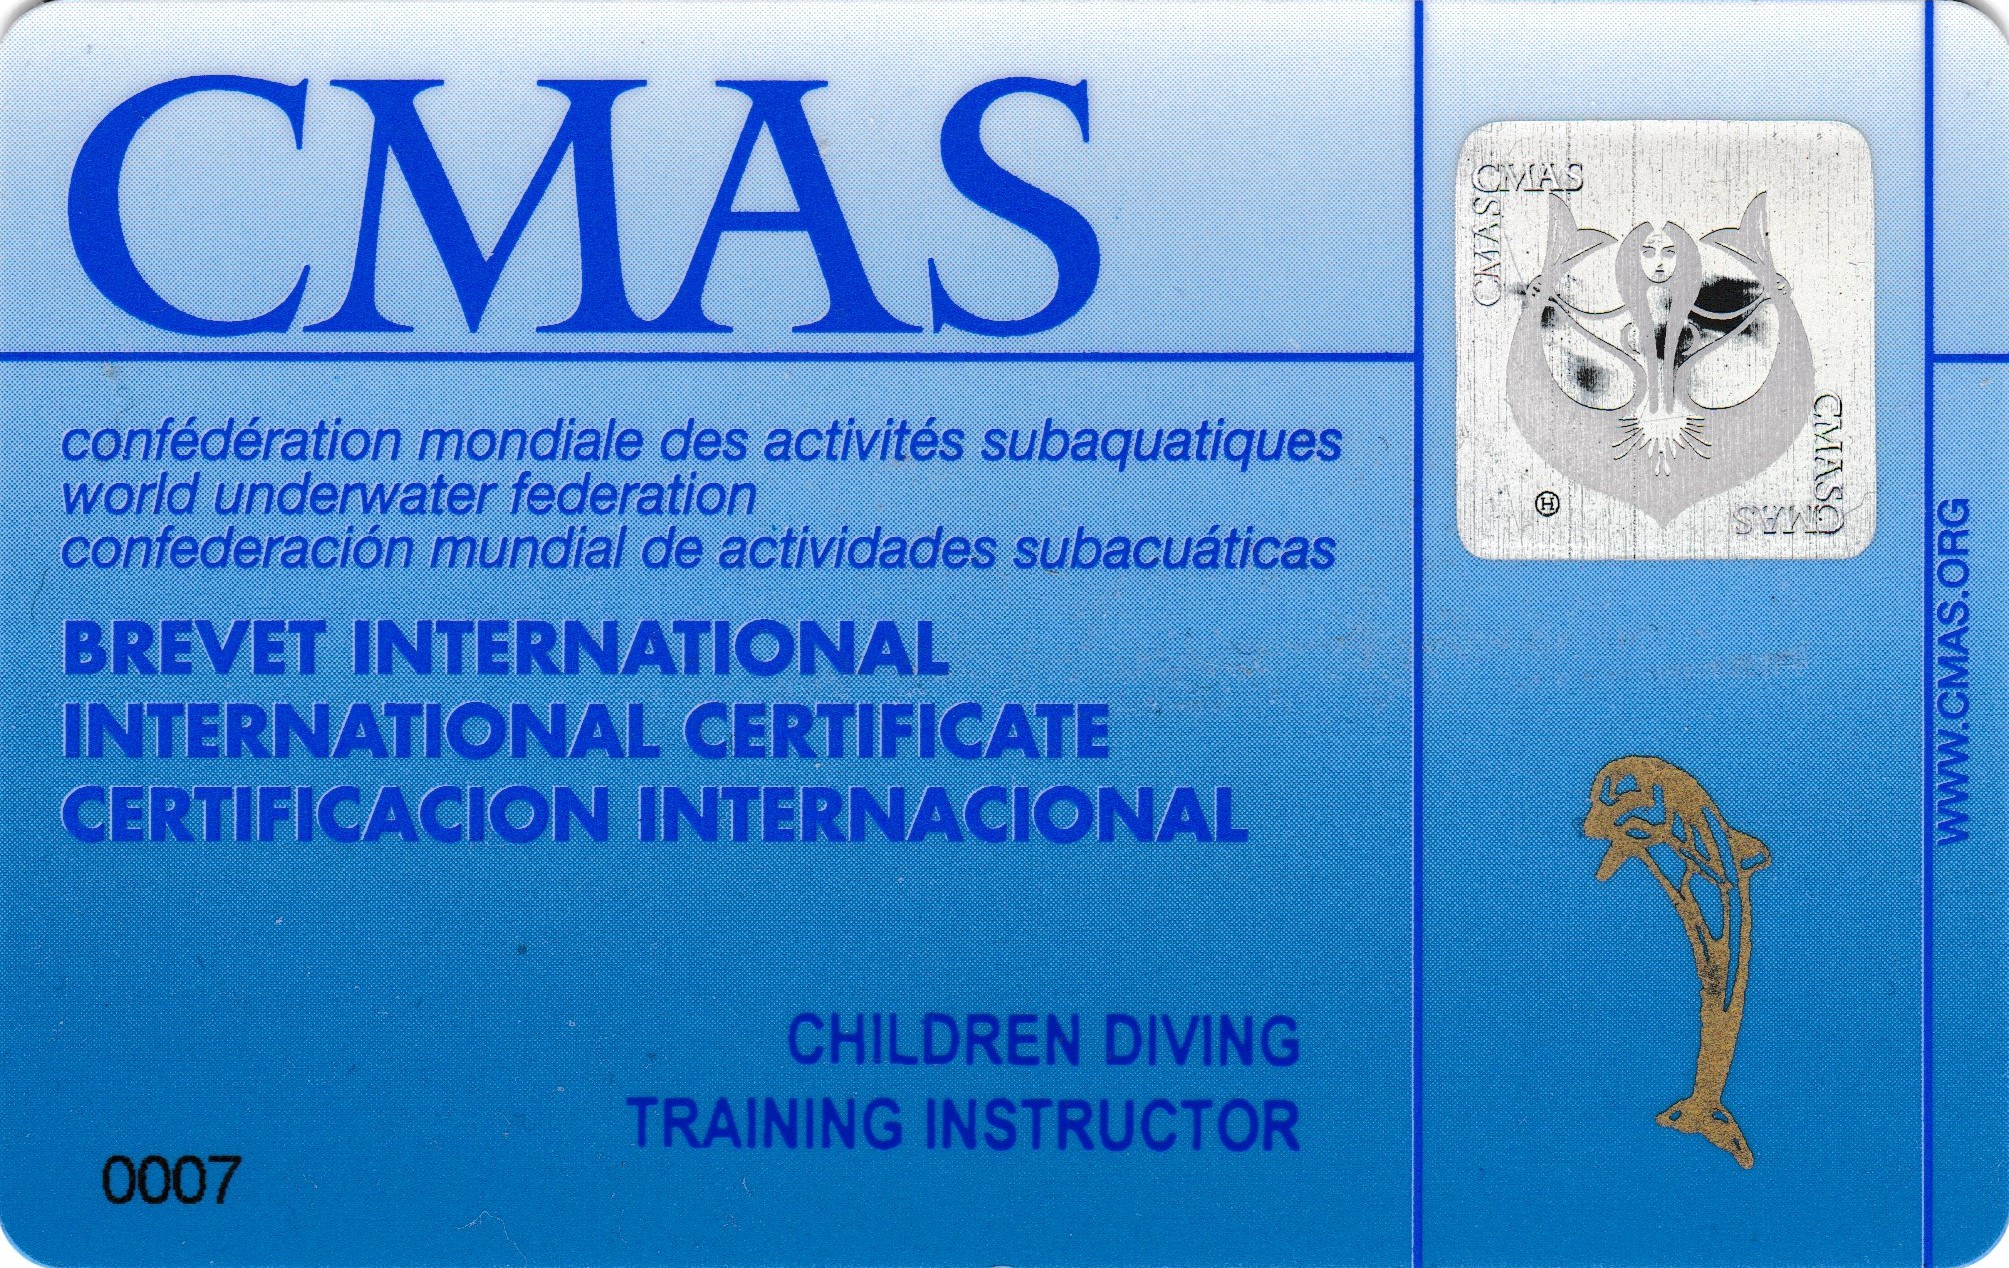 CMAS
confédération mondiale des activités subaquatiques
world underwater federation
confederación mundial de actividades subacuáticas
BREVET INTERNATIONAL
INTERNATIONAL CERTIFICATE
CERTIFICACION INTERNACIONAL
CHILDREN DIVING
TRAINING INSTRUCTOR
0007
CMAS
CMAS
CMAS
CMAS
H
WWW.CMAS.ORG